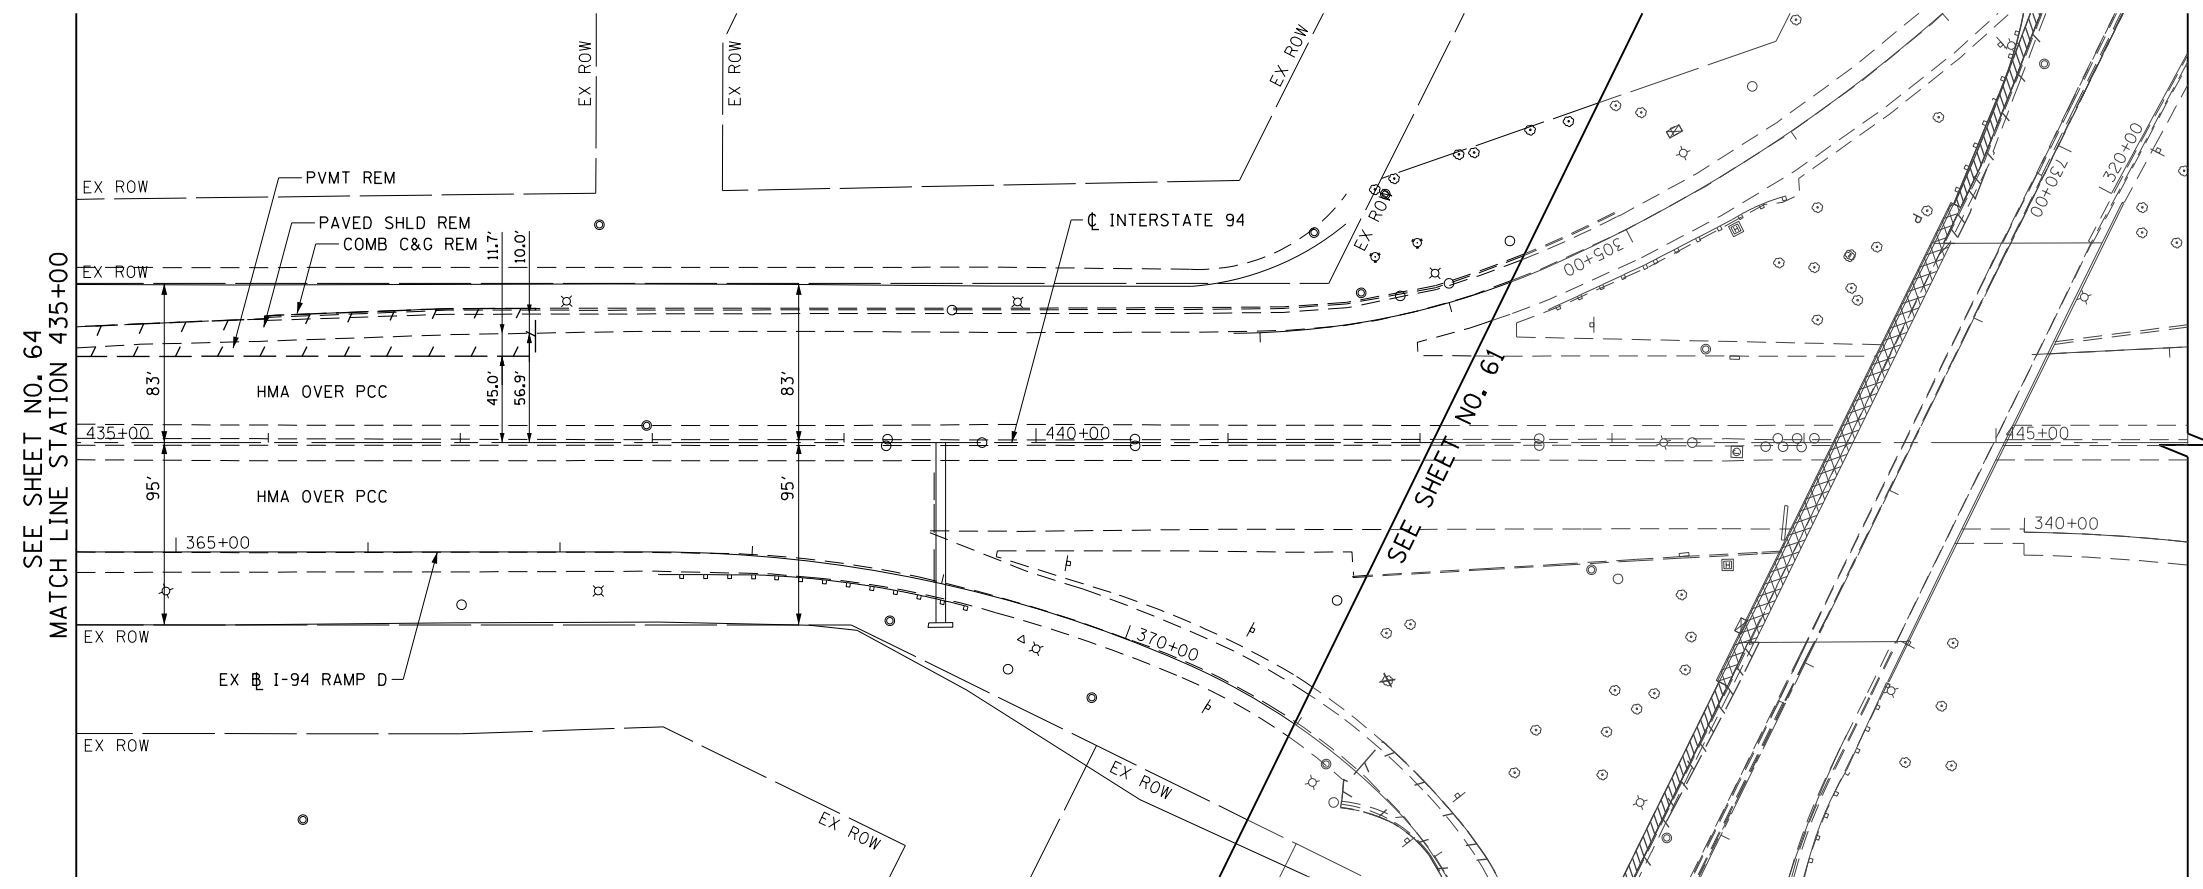 EX ROW
EX ROW
EX ROW
EX ROW
PVMT REM
PAVED SHLD REM
COMB C&G REM
EX ROW
11.7'
10.0'
℄ INTERSTATE 94
EX ROW
305+00
730+00
320+00
SEE SHEET NO. 64
MATCH LINE STATION 435+00
83'
HMA OVER PCC
45.0'
56.9'
83'
435+00
440+00
445+00
SEE SHEET NO. 61
95'
HMA OVER PCC
95'
365+00
340+00
370+00
EX ROW
EX BL I-94 RAMP D
EX ROW
EX ROW
EX ROW